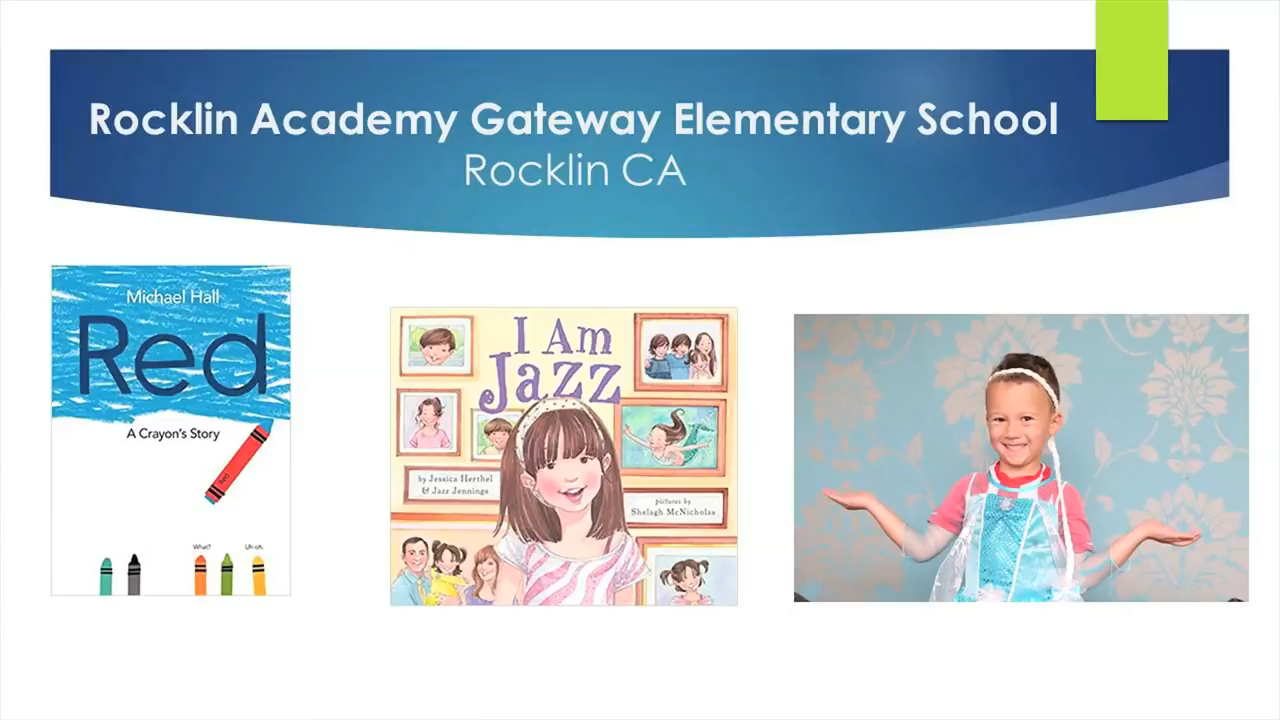 Rocklin Academy Gateway Elementary School
Rocklin CA
Michael Hall
Red
A Crayon's Story
Red
What?
Uh-oh.
I Am
Jazz
by Jessica Herthel
& Jazz Jennings
pictures by
Shelagh McNicholas